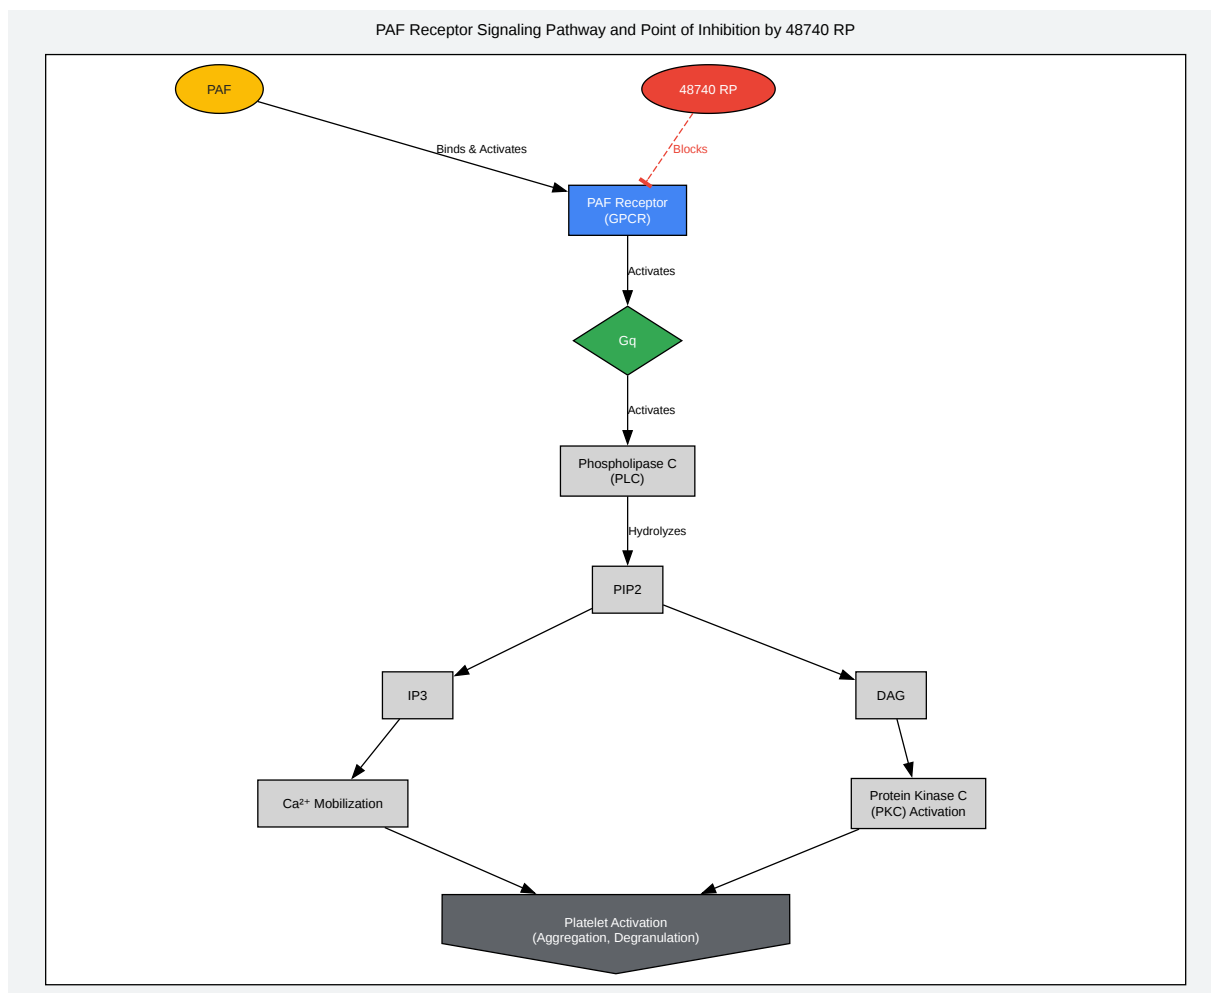 PAF Receptor Signaling Pathway and Point of Inhibition by 48740 RP
PAF
48740 RP
Binds & Activates
Blocks
PAF Receptor
(GPCR)
Activates
Gq
Activates
Phospholipase C
(PLC)
Hydrolyzes
PIP2
IP3
DAG
Ca²⁺ Mobilization
Protein Kinase C
(PKC) Activation
Platelet Activation
(Aggregation, Degranulation)